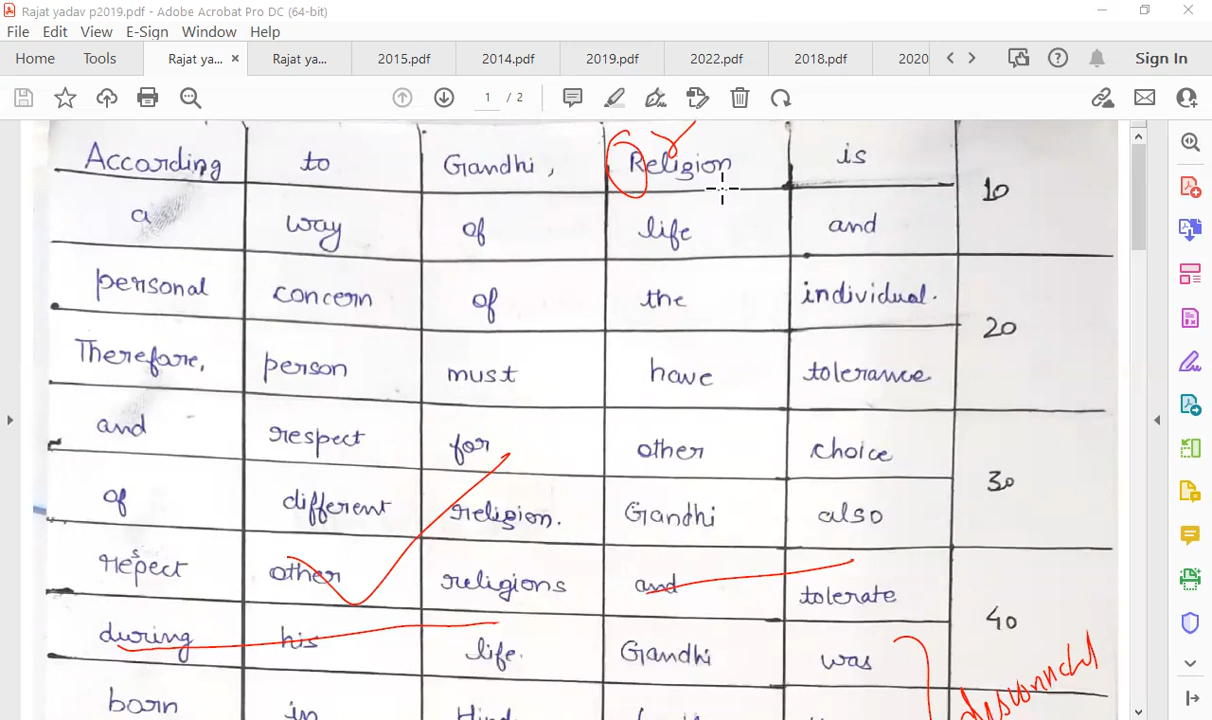 Rajat yadav p2019.pdf - Adobe Acrobat Pro DC (64-bit)
File Edit View E-Sign Window Help
Home Tools Rajat ya... × Rajat ya... 2015.pdf 2014.pdf 2019.pdf 2022.pdf 2018.pdf 2020 Sign In
1 / 2
r
According to Gandhi, Religion is
10
a way of life and
personal concern of the individual.
20
Therefore, person must have tolerance
and respect for other choice
30
of different religion. Gandhi also
respect other religions and tolerate
40
during his life. Gandhi was
born in